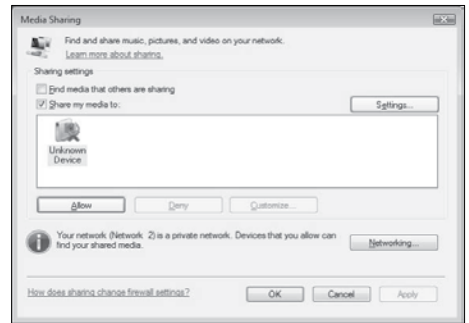 Media Sharing
Find and share music, pictures, and video on your network.
Learn more about sharing.
Sharing settings
Find media that others are sharing
Share my media to:
Settings...
Unknown
Device
Allow
Deny
Customize...
Your network (Network 2) is a private network. Devices that you allow can
find your shared media.
Networking...
How does sharing change firewall settings?
OK
Cancel
Apply